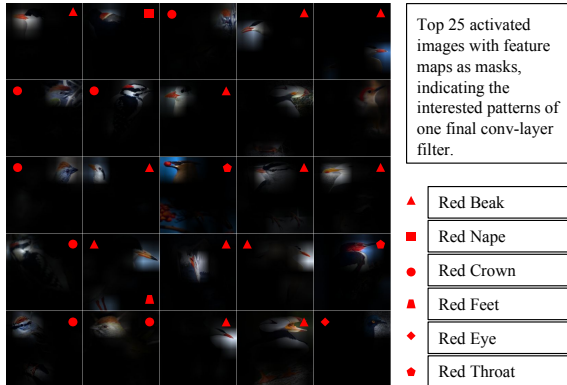 Top 25 activated
images with feature
maps as masks,
indicating the
interested patterns of
one final conv-layer
filter.
Red Beak
Red Nape
Red Crown
Red Feet
Red Eye
Red Throat